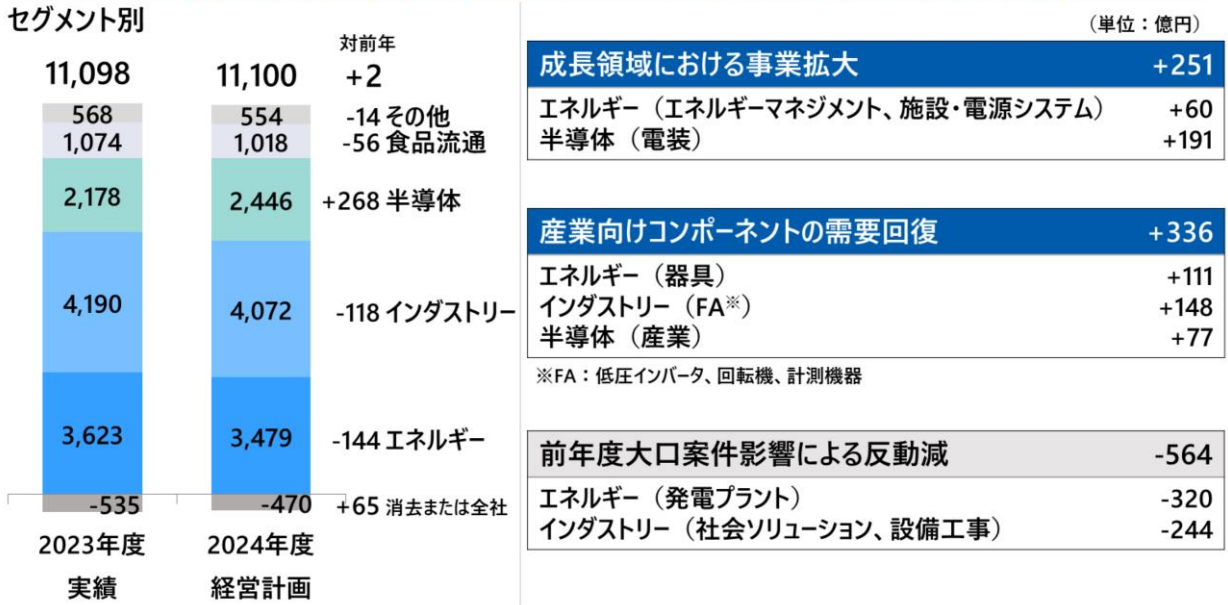 セグメント別
対前年
11,098
11,100
+2
568
554
-14 その他
1,074
1,018
-56 食品流通
2,178
2,446
+268 半導体
4,190
4,072
-118 インダストリー
3,623
3,479
-144 エネルギー
-535
-470
+65 消去または全社
2023年度
2024年度
実績
経営計画
（単位：億円）
成長領域における事業拡大 +251
エネルギー（エネルギーマネジメント、施設・電源システム） +60
半導体（電装） +191
産業向けコンポーネントの需要回復 +336
エネルギー（器具） +111
インダストリー（FA※） +148
半導体（産業） +77
※FA：低圧インバータ、回転機、計測機器
前年度大口案件影響による反動減 -564
エネルギー（発電プラント） -320
インダストリー（社会ソリューション、設備工事） -244